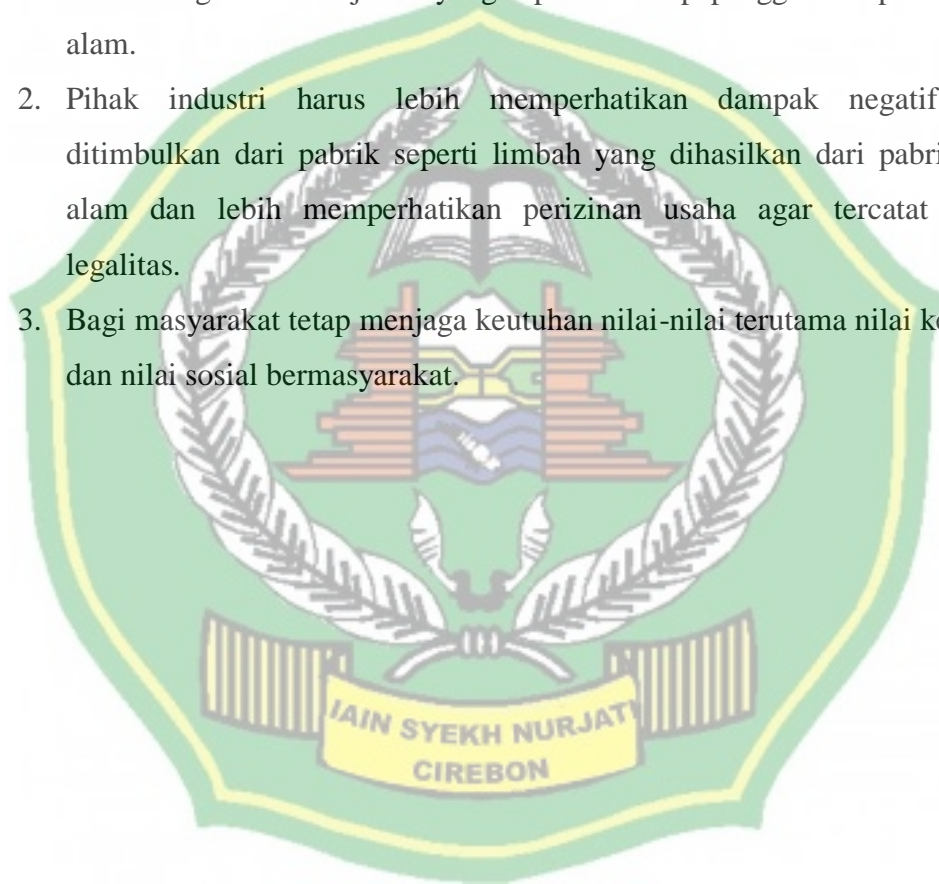 alam.
2. Pihak industri harus lebih memperhatikan dampak negatif
ditimbulkan dari pabrik seperti limbah yang dihasilkan dari
alam dan lebih memperhatikan perizinan usaha agar tercatat
legalitas.
3. Bagi masyarakat tetap menjaga keutuhan nilai-nilai terutama nilai
dan nilai sosial bermasyarakat.
IAIN SYEKH NURJATI
CIREBON